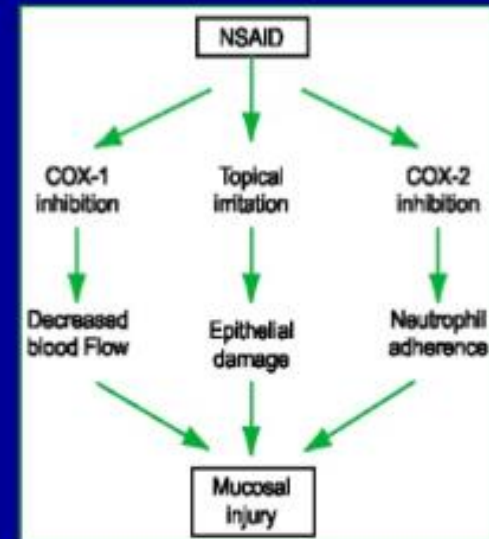 NSAID
COX-1
inhibition
Topical
irritation
COX-2
inhibition
Decreased
blood Flow
Epithelial
damage
Neutrophil
adherence
Mucosal
injury